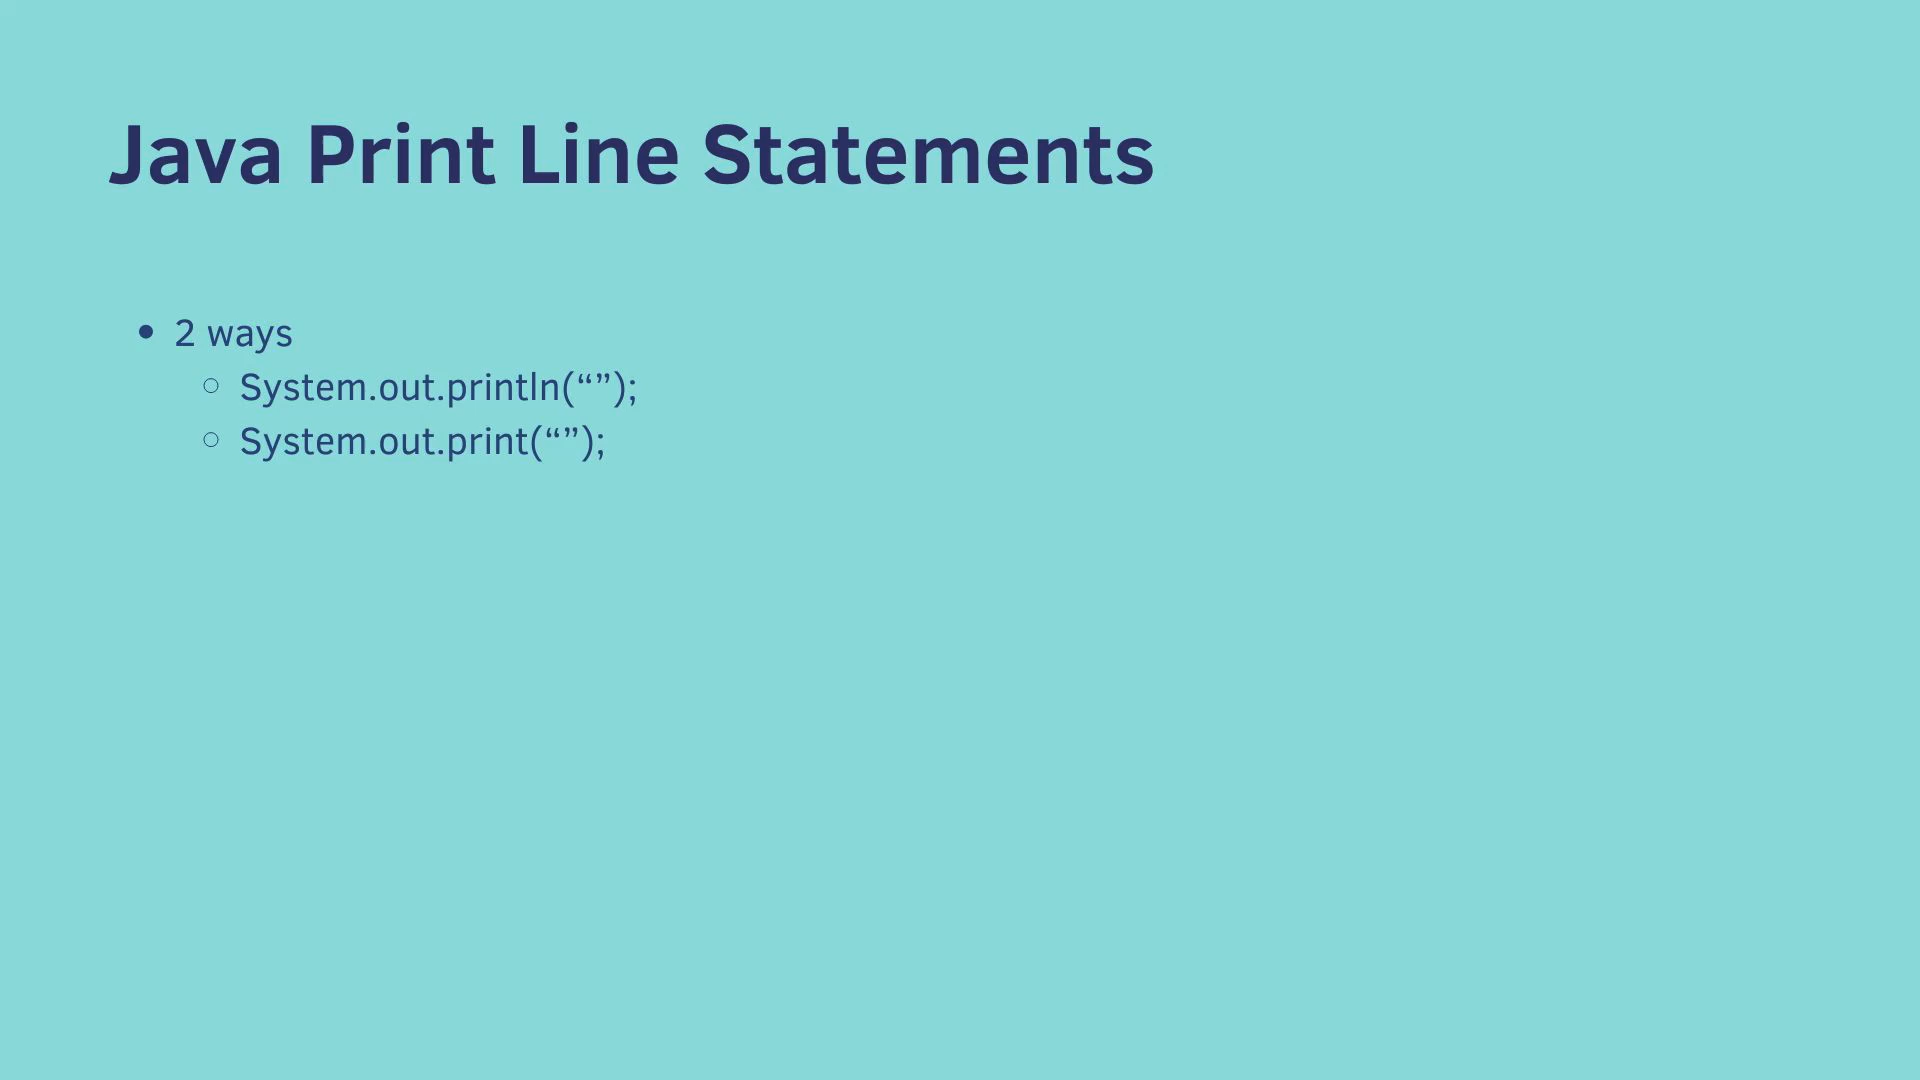 Java Print Line Statements
• 2 ways
○ System.out.println(“”);
○ System.out.print(“”);